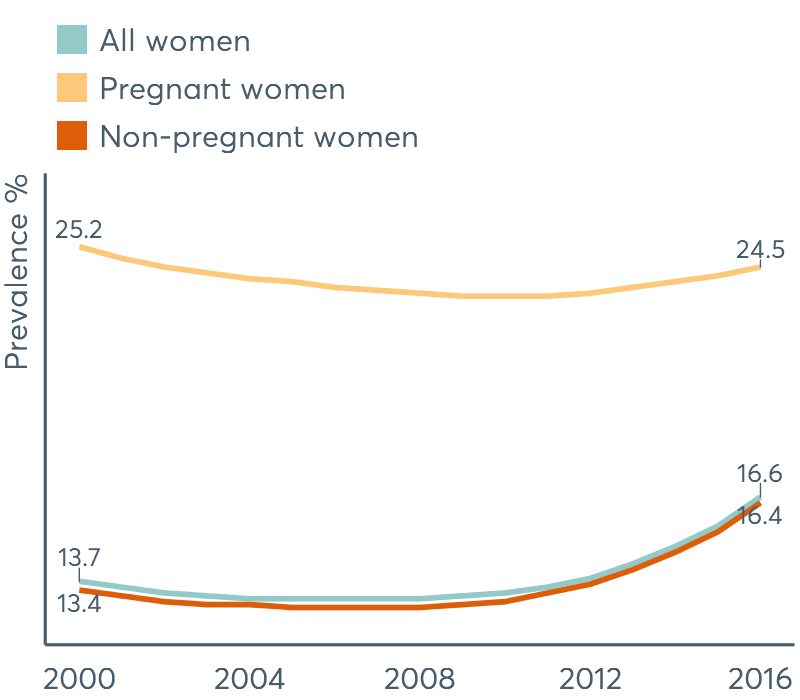 All women
Pregnant women
Non-pregnant women
Prevalence %
25.2
24.5
16.6
16.4
13.7
13.4
2000 2004 2008 2012 2016